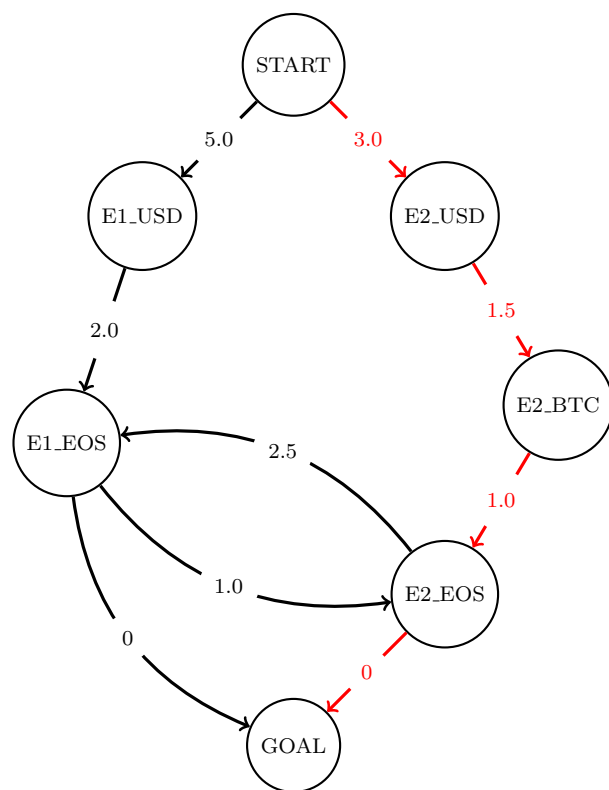 START
5.0
3.0
E1_USD
E2_USD
1.5
2.0
E2_BTC
E1_EOS
2.5
1.0
1.0
E2_EOS
0
0
GOAL